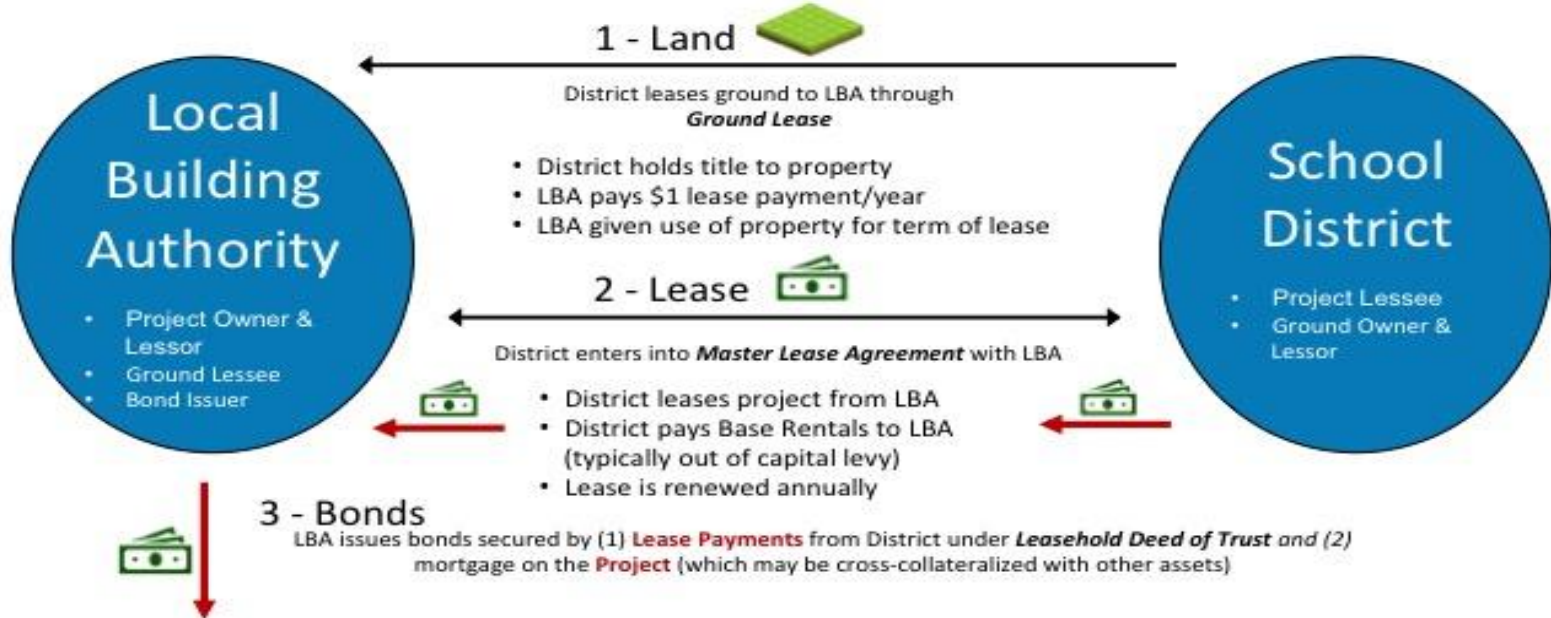 1 - Land
District leases ground to LBA through
Ground Lease
• District holds title to property
• LBA pays $1 lease payment/year
• LBA given use of property for term of lease
Local
Building
Authority
• Project Owner &
Lessor
• Ground Lessee
• Bond Issuer
School
District
• Project Lessee
• Ground Owner &
Lessor
2 - Lease
District enters into Master Lease Agreement with LBA
• District leases project from LBA
• District pays Base Rentals to LBA
(typically out of capital levy)
• Lease is renewed annually
3 - Bonds
LBA issues bonds secured by (1) Lease Payments from District under Leasehold Deed of Trust and (2)
mortgage on the Project (which may be cross-collateralized with other assets)